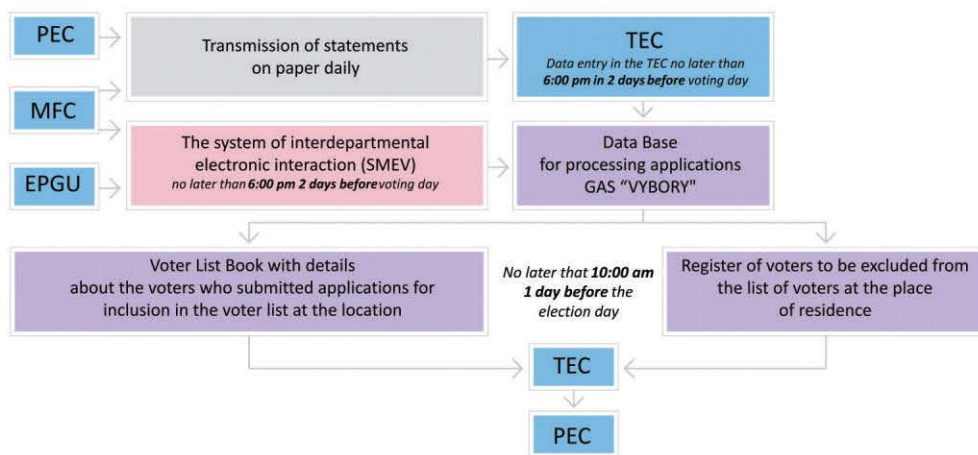 PEC
Transmission of statements
on paper daily
TEC
Data entry in the TEC no later than
6:00 pm in 2 days before voting day
MFC
The system of interdepartmental
electronic interaction (SMEV)
no later than 6:00 pm 2 days before voting day
Data Base
for processing applications
GAS "VYBORY"
EPGU
Voter List Book with details
about the voters who submitted applications for
inclusion in the voter list at the location
No later that 10:00 am
1 day before the
election day
Register of voters to be excluded from
the list of voters at the place
of residence
TEC
PEC